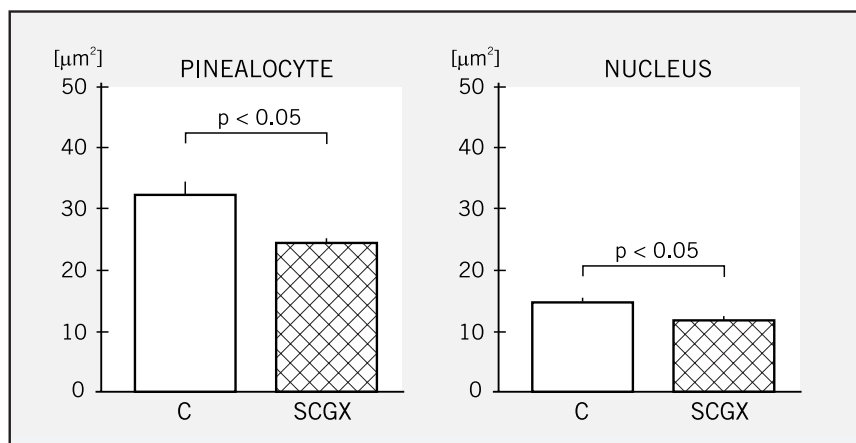 [μm²]
PINEALOCYTE
50
40
30
20
10
0
p < 0.05
C
SCGX
[μm²]
NUCLEUS
50
40
30
20
10
0
p < 0.05
C
SCGX